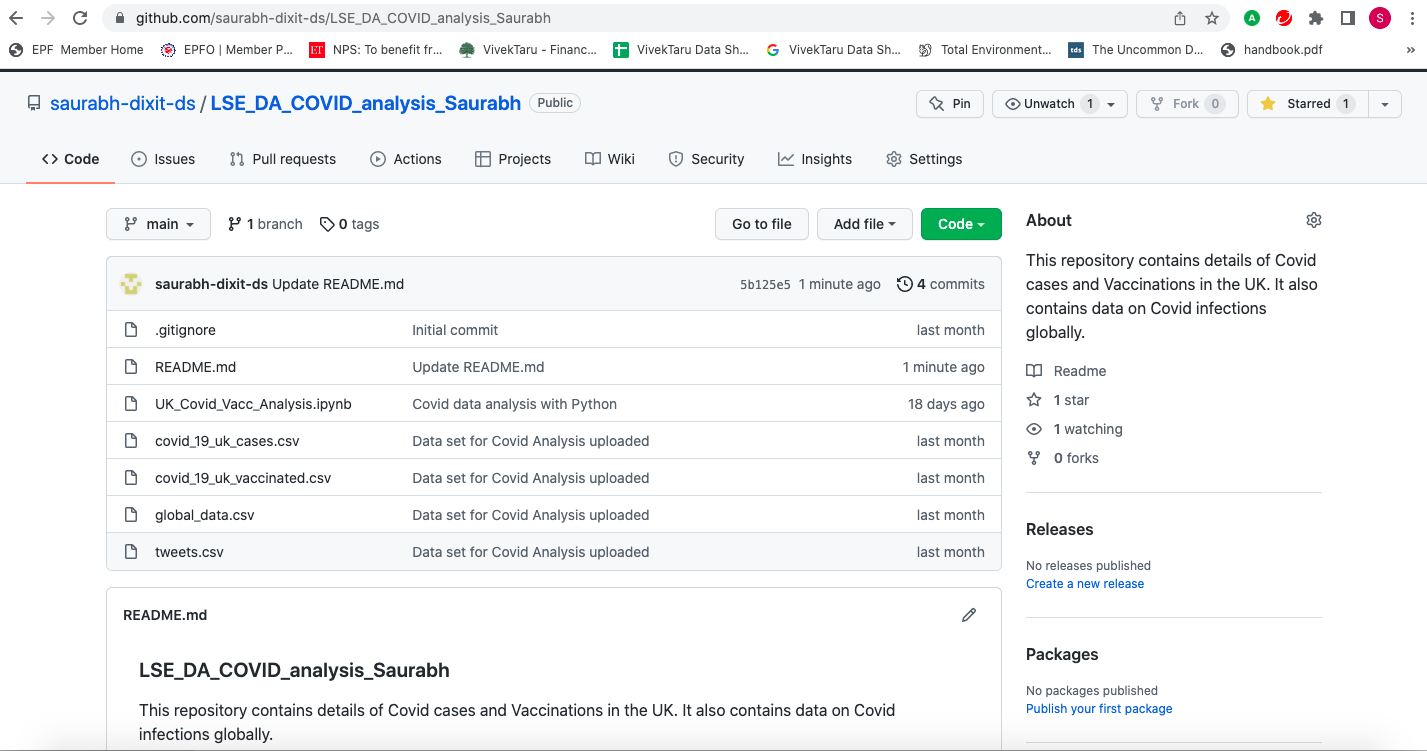 github.com/saurabh-dixit-ds/LSE_DA_COVID_analysis_Saurabh
A
S
EPF Member Home
EPFO | Member P...
ET NPS: To benefit fr...
VivekTaru - Financ...
VivekTaru Data Sh...
G VivekTaru Data Sh...
Total Environment...
tds The Uncommon D...
handbook.pdf
»
saurabh-dixit-ds / LSE_DA_COVID_analysis_Saurabh Public
Pin
Unwatch 1
Fork 0
Starred 1
Code
Issues
Pull requests
Actions
Projects
Wiki
Security
Insights
Settings
main
1 branch
0 tags
Go to file
Add file
Code
saurabh-dixit-ds Update README.md 5b125e5 1 minute ago 4 commits
.gitignore Initial commit last month
README.md Update README.md 1 minute ago
UK_Covid_Vacc_Analysis.ipynb Covid data analysis with Python 18 days ago
covid_19_uk_cases.csv Data set for Covid Analysis uploaded last month
covid_19_uk_vaccinated.csv Data set for Covid Analysis uploaded last month
global_data.csv Data set for Covid Analysis uploaded last month
tweets.csv Data set for Covid Analysis uploaded last month
README.md
LSE_DA_COVID_analysis_Saurabh
This repository contains details of Covid cases and Vaccinations in the UK. It also contains data on Covid
infections globally.
About
This repository contains details of Covid
cases and Vaccinations in the UK. It also
contains data on Covid infections
globally.
Readme
1 star
1 watching
0 forks
Releases
No releases published
Create a new release
Packages
No packages published
Publish your first package